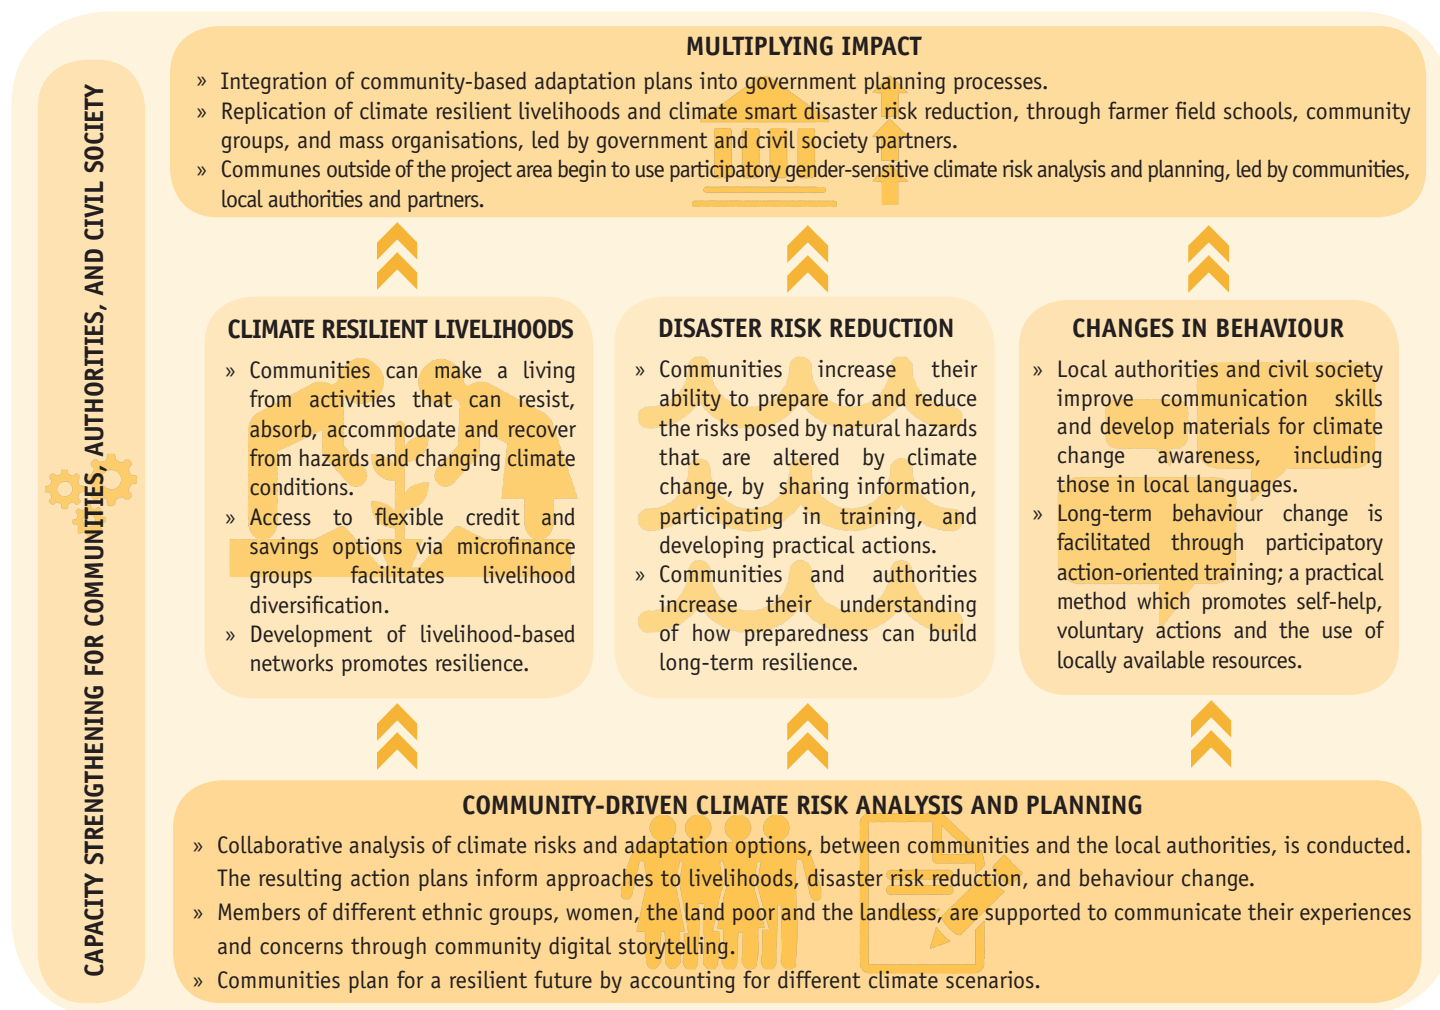 CAPACITY STRENGTHENING FOR COMMUNITIES, AUTHORITIES, AND CIVIL SOCIETY
MULTIPLYING IMPACT
» Integration of community-based adaptation plans into government planning processes.
» Replication of climate resilient livelihoods and climate smart disaster risk reduction, through farmer field schools, community
groups, and mass organisations, led by government and civil society partners.
» Communes outside of the project area begin to use participatory gender-sensitive climate risk analysis and planning, led by communities,
local authorities and partners.
CLIMATE RESILIENT LIVELIHOODS
» Communities can make a living
from activities that can resist,
absorb, accommodate and recover
from hazards and changing climate
conditions.
» Access to flexible credit and
savings options via microfinance
groups facilitates livelihood
diversification.
» Development of livelihood-based
networks promotes resilience.
DISASTER RISK REDUCTION
» Communities increase their
ability to prepare for and reduce
the risks posed by natural hazards
that are altered by climate
change, by sharing information,
participating in training, and
developing practical actions.
» Communities and authorities
increase their understanding
of how preparedness can build
long-term resilience.
CHANGES IN BEHAVIOUR
» Local authorities and civil society
improve communication skills
and develop materials for climate
change awareness, including
those in local languages.
» Long-term behaviour change is
facilitated through participatory
action-oriented training; a practical
method which promotes self-help,
voluntary actions and the use of
locally available resources.
COMMUNITY-DRIVEN CLIMATE RISK ANALYSIS AND PLANNING
» Collaborative analysis of climate risks and adaptation options, between communities and the local authorities, is conducted.
The resulting action plans inform approaches to livelihoods, disaster risk reduction, and behaviour change.
» Members of different ethnic groups, women, the land poor and the landless, are supported to communicate their experiences
and concerns through community digital storytelling.
» Communities plan for a resilient future by accounting for different climate scenarios.